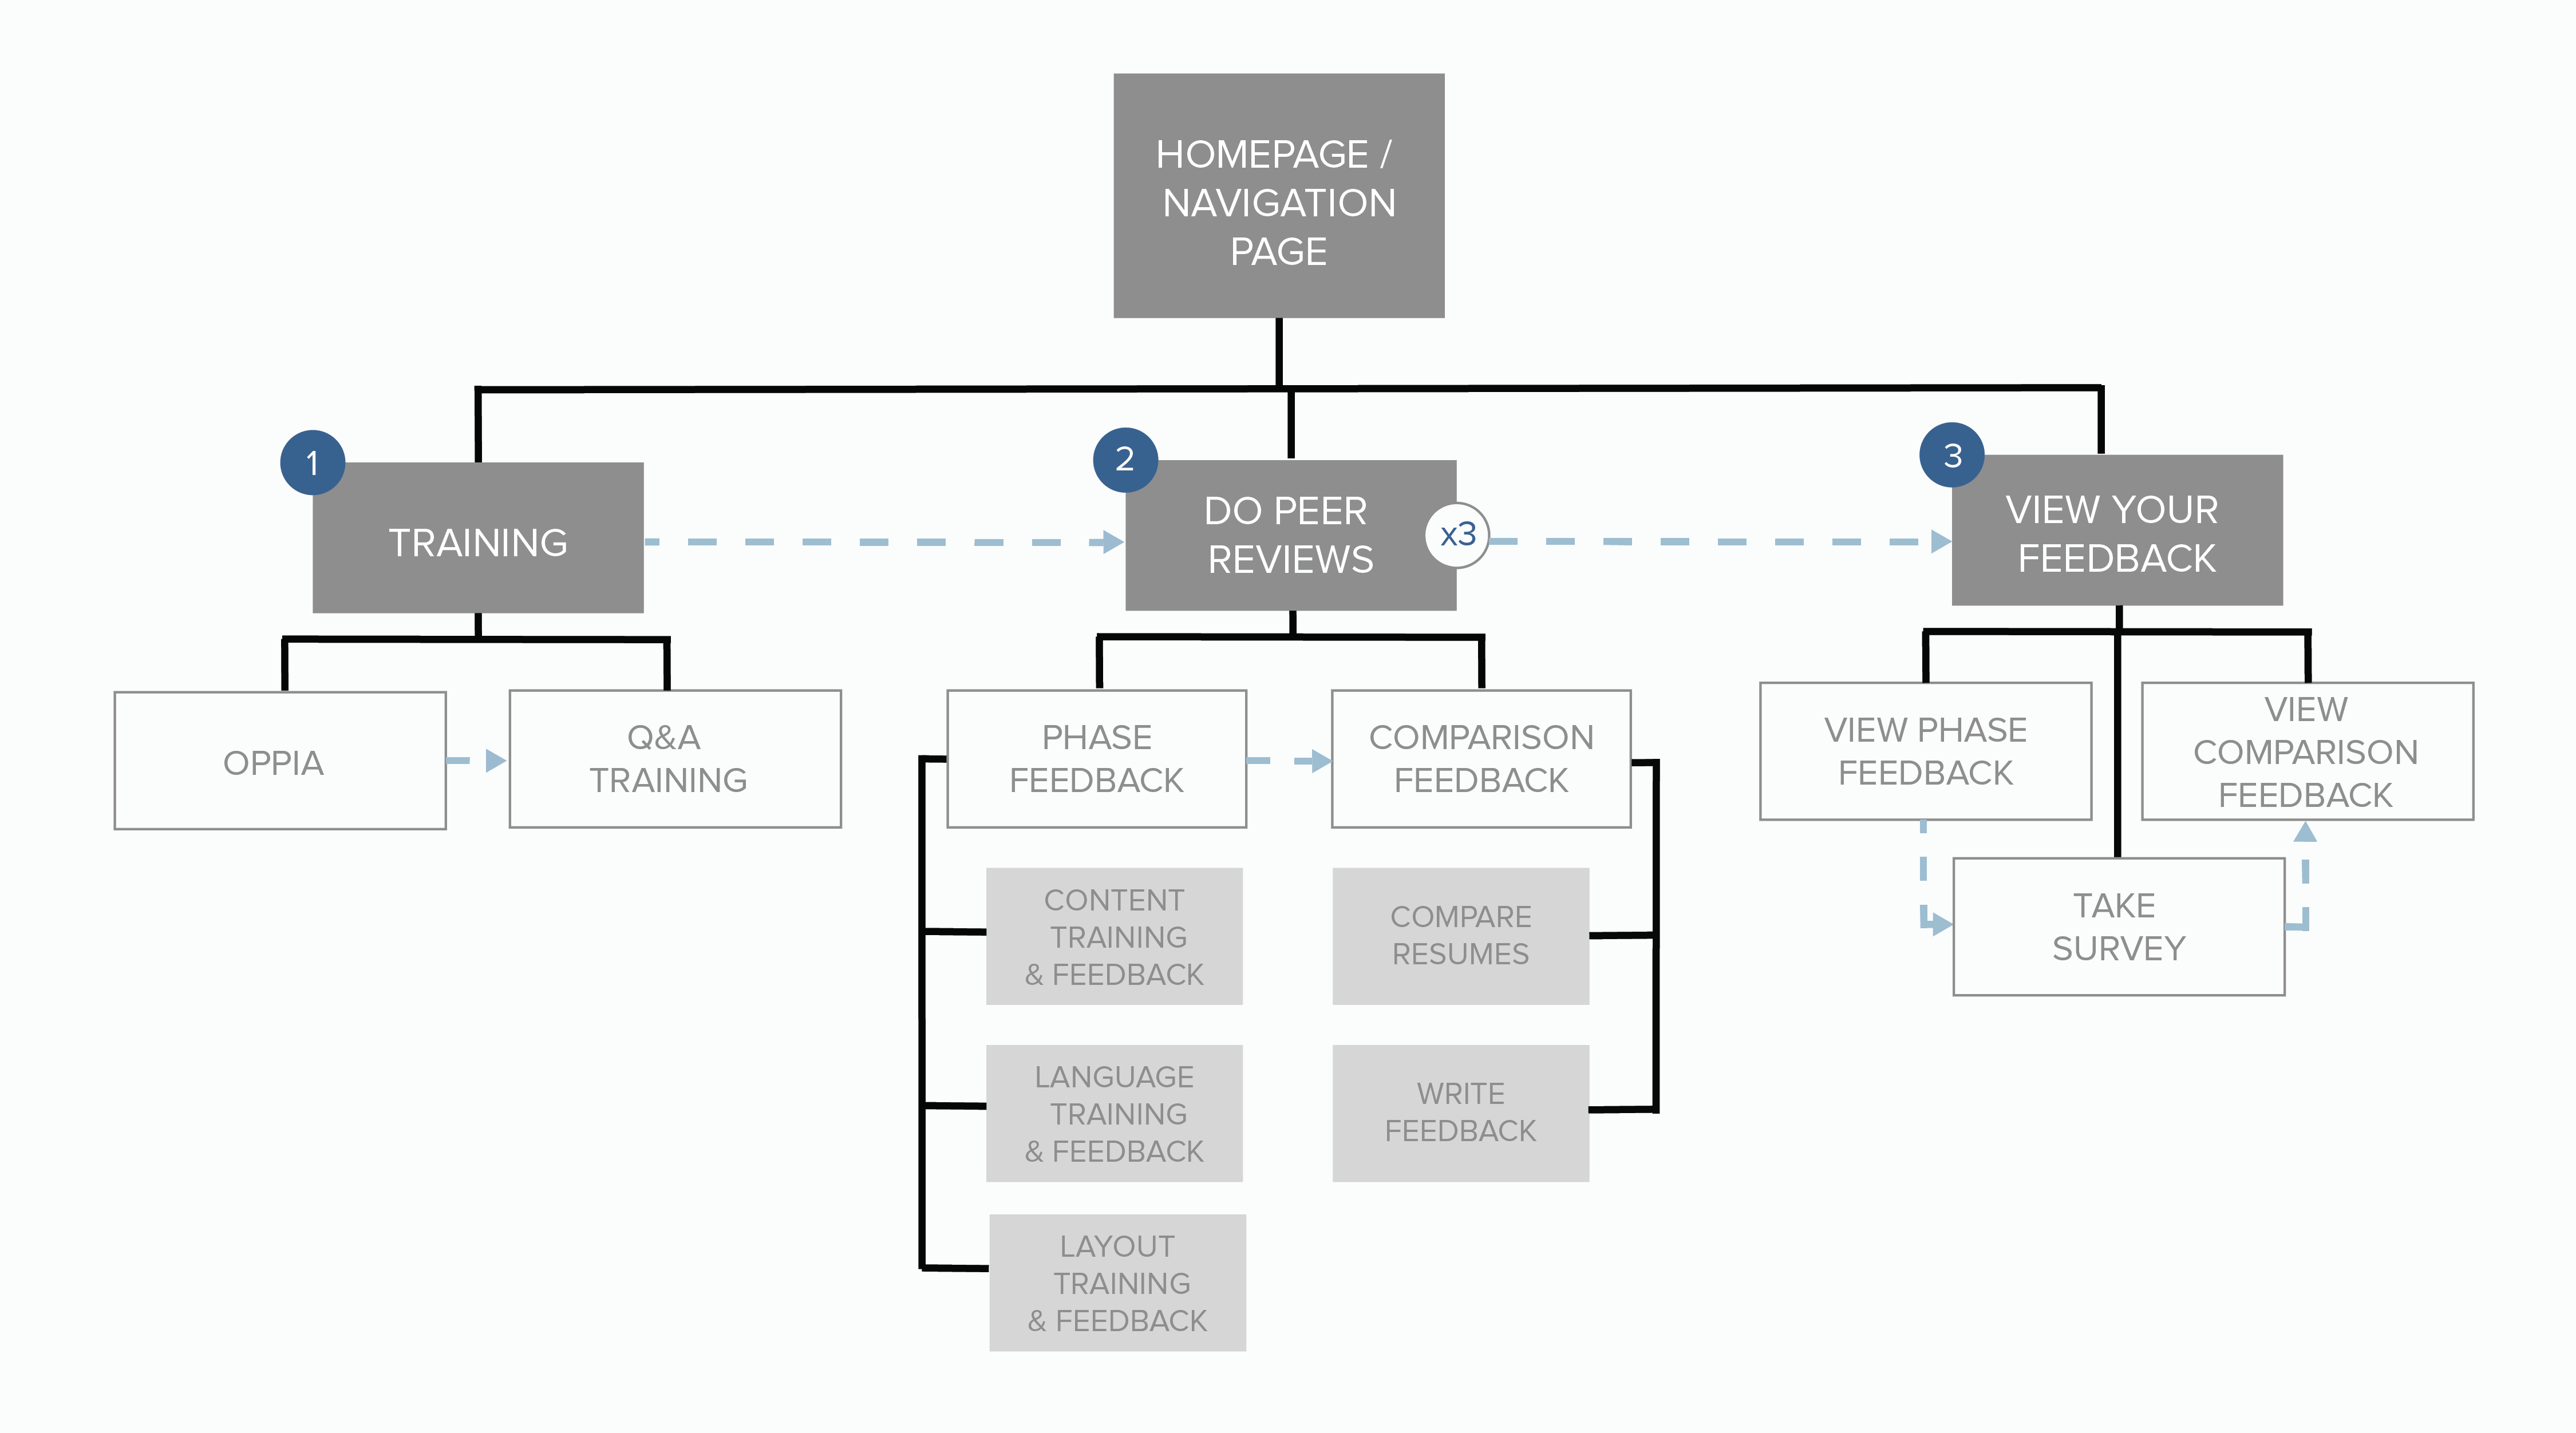 HOMEPAGE /
NAVIGATION
PAGE
1
TRAINING
2
DO PEER
REVIEWS
x3
3
VIEW YOUR
FEEDBACK
OPPIA
Q&A
TRAINING
PHASE
FEEDBACK
COMPARISON
FEEDBACK
VIEW PHASE
FEEDBACK
VIEW
COMPARISON
FEEDBACK
CONTENT
TRAINING
& FEEDBACK
COMPARE
RESUMES
TAKE
SURVEY
LANGUAGE
TRAINING
& FEEDBACK
WRITE
FEEDBACK
LAYOUT
TRAINING
& FEEDBACK